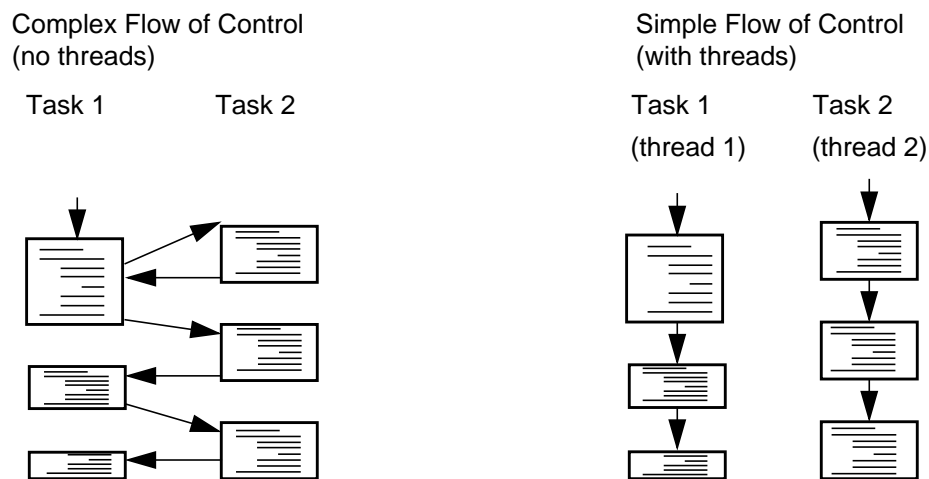 Complex Flow of Control
(no threads)
Task 1
Task 2
Simple Flow of Control
(with threads)
Task 1
(thread 1)
Task 2
(thread 2)